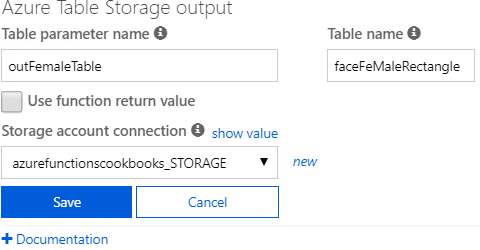 Azure Table Storage output
Table parameter name Table name
outFemaleTable faceFeMaleRectangle
Use function return value
Storage account connection show value
azurefunctionscookbooks_STORAGE new
Save Cancel
+ Documentation